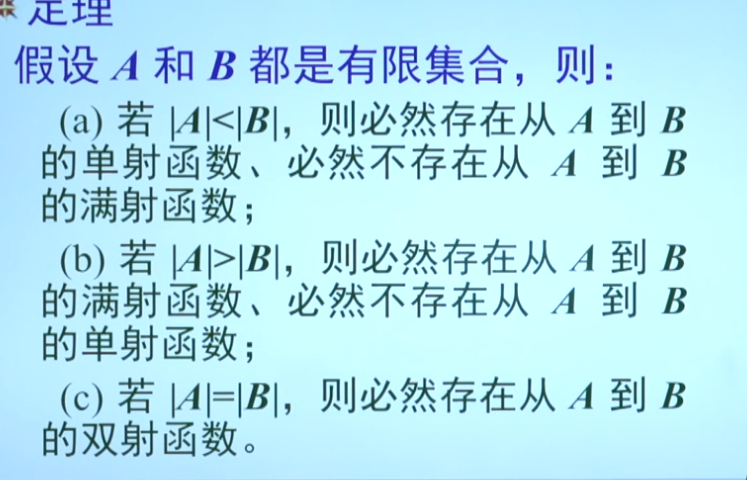 定理
假设 A 和 B 都是有限集合，则：
(a) 若 |A|<|B|，则必然存在从 A 到 B
的单射函数、必然不存在从 A 到 B
的满射函数；
(b) 若 |A|>|B|，则必然存在从 A 到 B
的满射函数、必然不存在从 A 到 B
的单射函数；
(c) 若 |A|=|B|，则必然存在从 A 到 B
的双射函数。